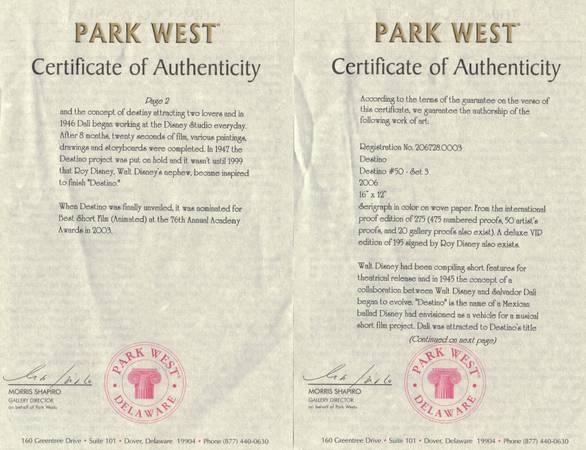 PARK WEST
Certificate of Authenticity
Page 2
and the concept of destiny attracting two lovers and in
1946 Dali began working at the Disney Studio everyday.
After 8 months, twenty seconds of film, various paintings,
drawings and storyboards were completed. In 1947 the
Destino project was put on hold and it wasn't until 1999
that Roy Disney, Walt Disney's nephew, became inspired
to finish "Destino."
When Destino was finally unveiled, it was nominated for
Best Short Film (Animated) at the 76th Annual Academy
Awards in 2003.
PARK WEST
DELAWARE
MORRIS SHAPIRO
GALLERY DIRECTOR
on behalf of Park West
160 Greentree Drive • Suite 101 • Dover, Delaware 19904 • Phone (877) 440-0630
PARK WEST
Certificate of Authenticity
According to the terms of the guarantee on the verso of
this certificate, we guarantee the authorship of the
following work of art:
Registration No. 206728.0003
Destino
Destino #50 - Set 3
2006
16" x 12"
Serigraph in color on wove paper. From the international
proof edition of 275 (475 numbered proofs, 50 artist's
proofs, and 20 gallery proofs also exist). A deluxe VIP
edition of 195 signed by Roy Disney also exists.
Walt Disney had been compiling short features for
theatrical release and in 1945 the concept of a
collaboration between Walt Disney and Salvador Dali
began to evolve. "Destino" is the name of a Mexican
ballad Disney had envisioned as a vehicle for a musical
short film project. Dali was attracted to Destino's title
(Continued on next page)
PARK WEST
DELAWARE
MORRIS SHAPIRO
GALLERY DIRECTOR
on behalf of Park West
160 Greentree Drive • Suite 101 • Dover, Delaware 19904 • Phone (877) 440-0630